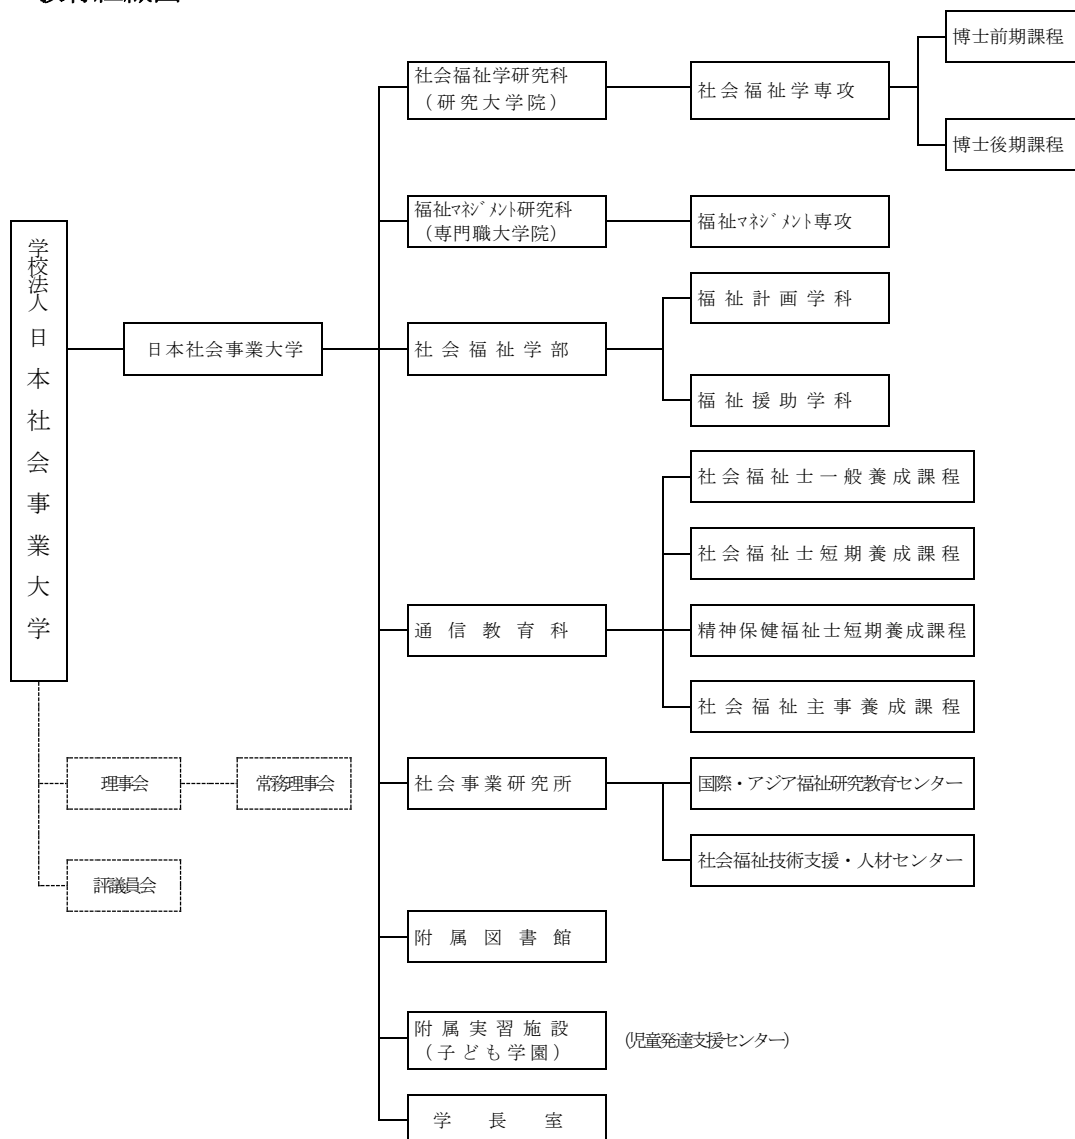 博士前期課程
社会福祉学研究科
（研究大学院）
社会福祉学専攻
博士後期課程
福祉ﾏﾈｼﾞﾒﾝﾄ研究科
（専門職大学院）
福祉ﾏﾈｼﾞﾒﾝﾄ専攻
学校法人日本社会事業大学
日本社会事業大学
社会福祉学部
福祉計画学科
福祉援助学科
社会福祉士一般養成課程
社会福祉士短期養成課程
通信教育科
精神保健福祉士短期養成課程
社会福祉主事養成課程
理事会
常務理事会
社会事業研究所
国際・アジア福祉研究教育センター
社会福祉技術支援・人材センター
評議員会
附属図書館
附属実習施設
（子ども学園）
(児童発達支援センター)
学長室